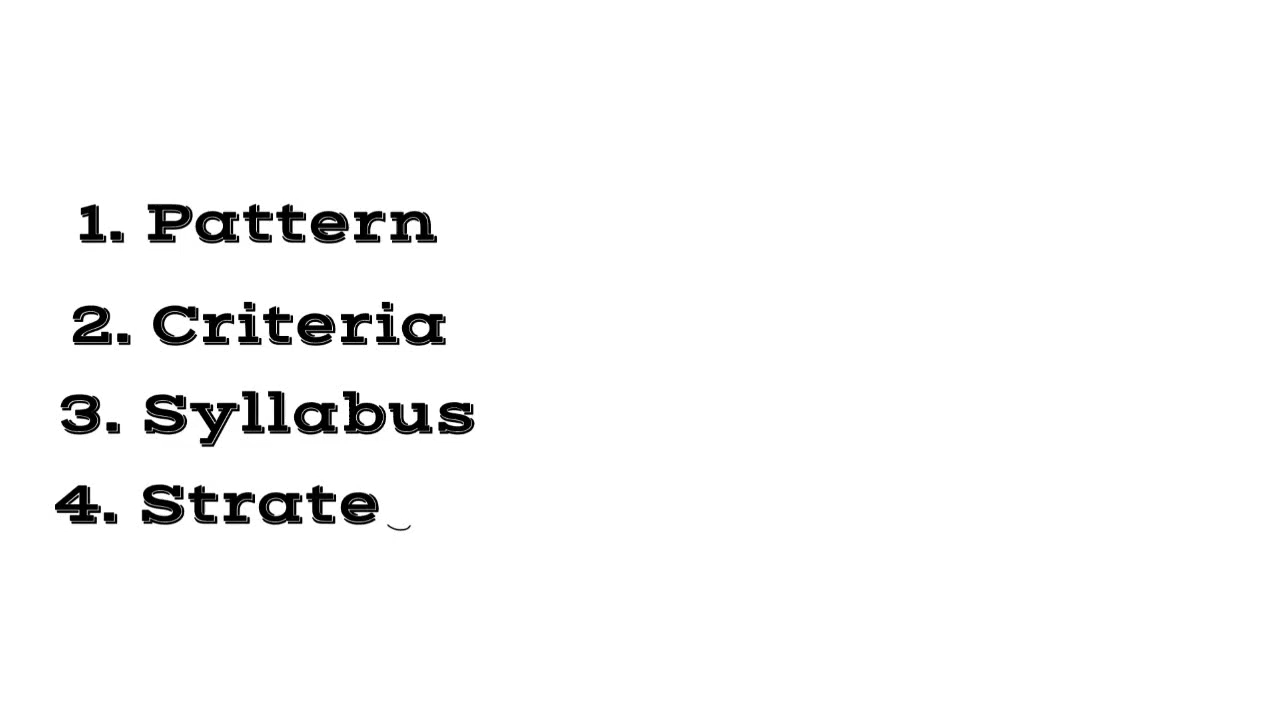 1. Pattern
2. Criteria
3. Syllabus
4. Strate